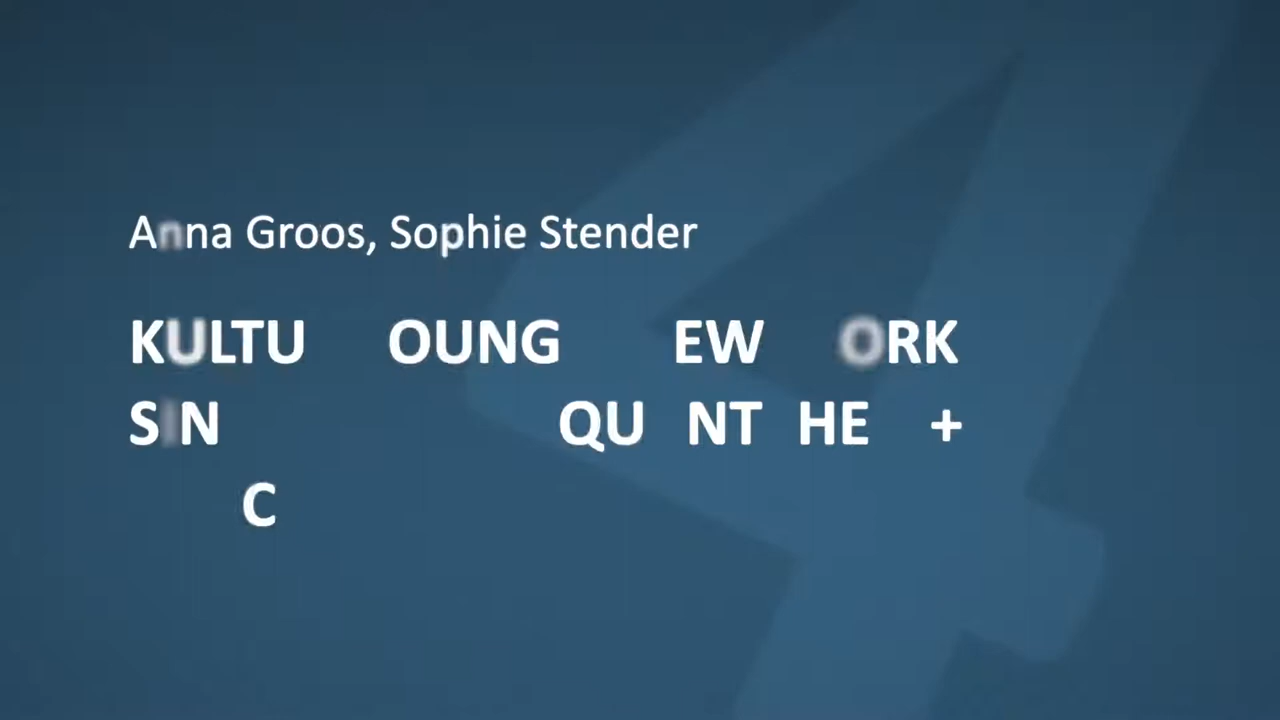 Anna Groos, Sophie Stender
KULTU OUNG EW ORK
SIN QU NT HE +
C